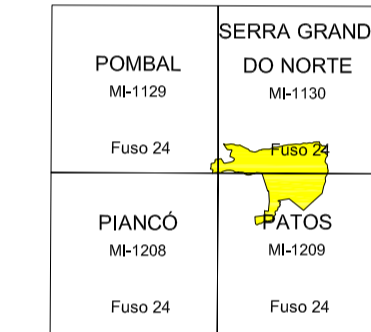 POMBAL
MI-1129
Fuso 24
SERRA GRAND
DO NORTE
MI-1130
Fuso 24
PIANCÓ
MI-1208
Fuso 24
PATOS
MI-1209
Fuso 24